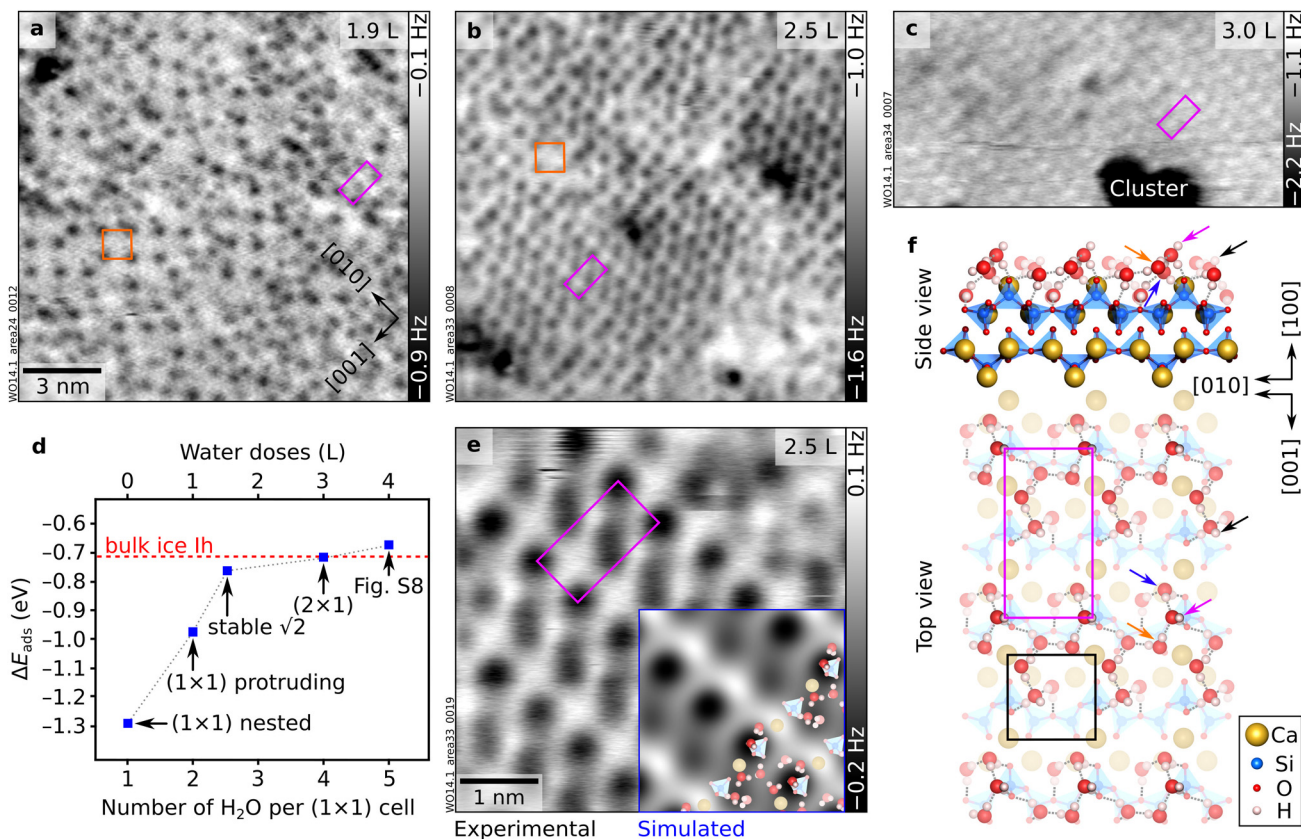 a
1.9 L
−0.1 Hz
−0.9 Hz
[010]
[001]
3 nm
WO14.1_area24_0012
b
2.5 L
−1.0 Hz
−1.6 Hz
WO14.1_area33_0008
c
3.0 L
−1.1 Hz
−2.2 Hz
Cluster
WO14.1_area34_0007
d
Water doses (L)
0 1 2 3 4
−0.6
−0.7
−0.8
−0.9
−1.0
−1.1
−1.2
−1.3
ΔEads (eV)
bulk ice Ih
Fig. S8
(2×1)
stable √2
(1×1) protruding
(1×1) nested
1 2 3 4 5
Number of H₂O per (1×1) cell
e
2.5 L
0.1 Hz
−0.2 Hz
WO14.1_area33_0019
1 nm
Experimental
Simulated
f
Side view
[100]
[010]
[001]
Top view
Ca
Si
O
H